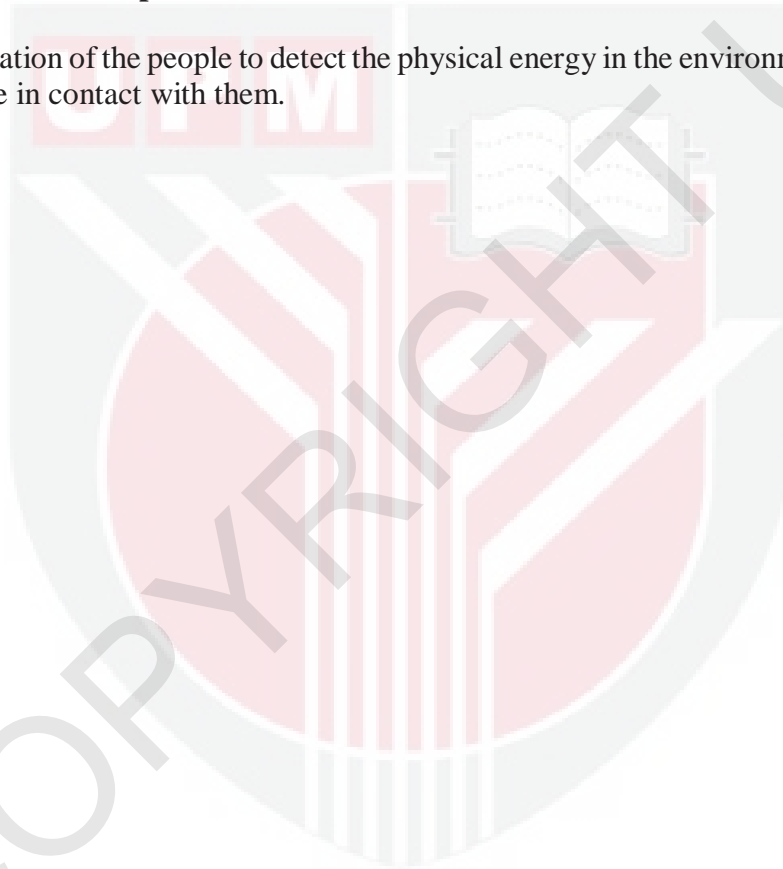 ation of the people to detect the physical energy in the environ
e in contact with them.
UPM
COPYRIGHT U